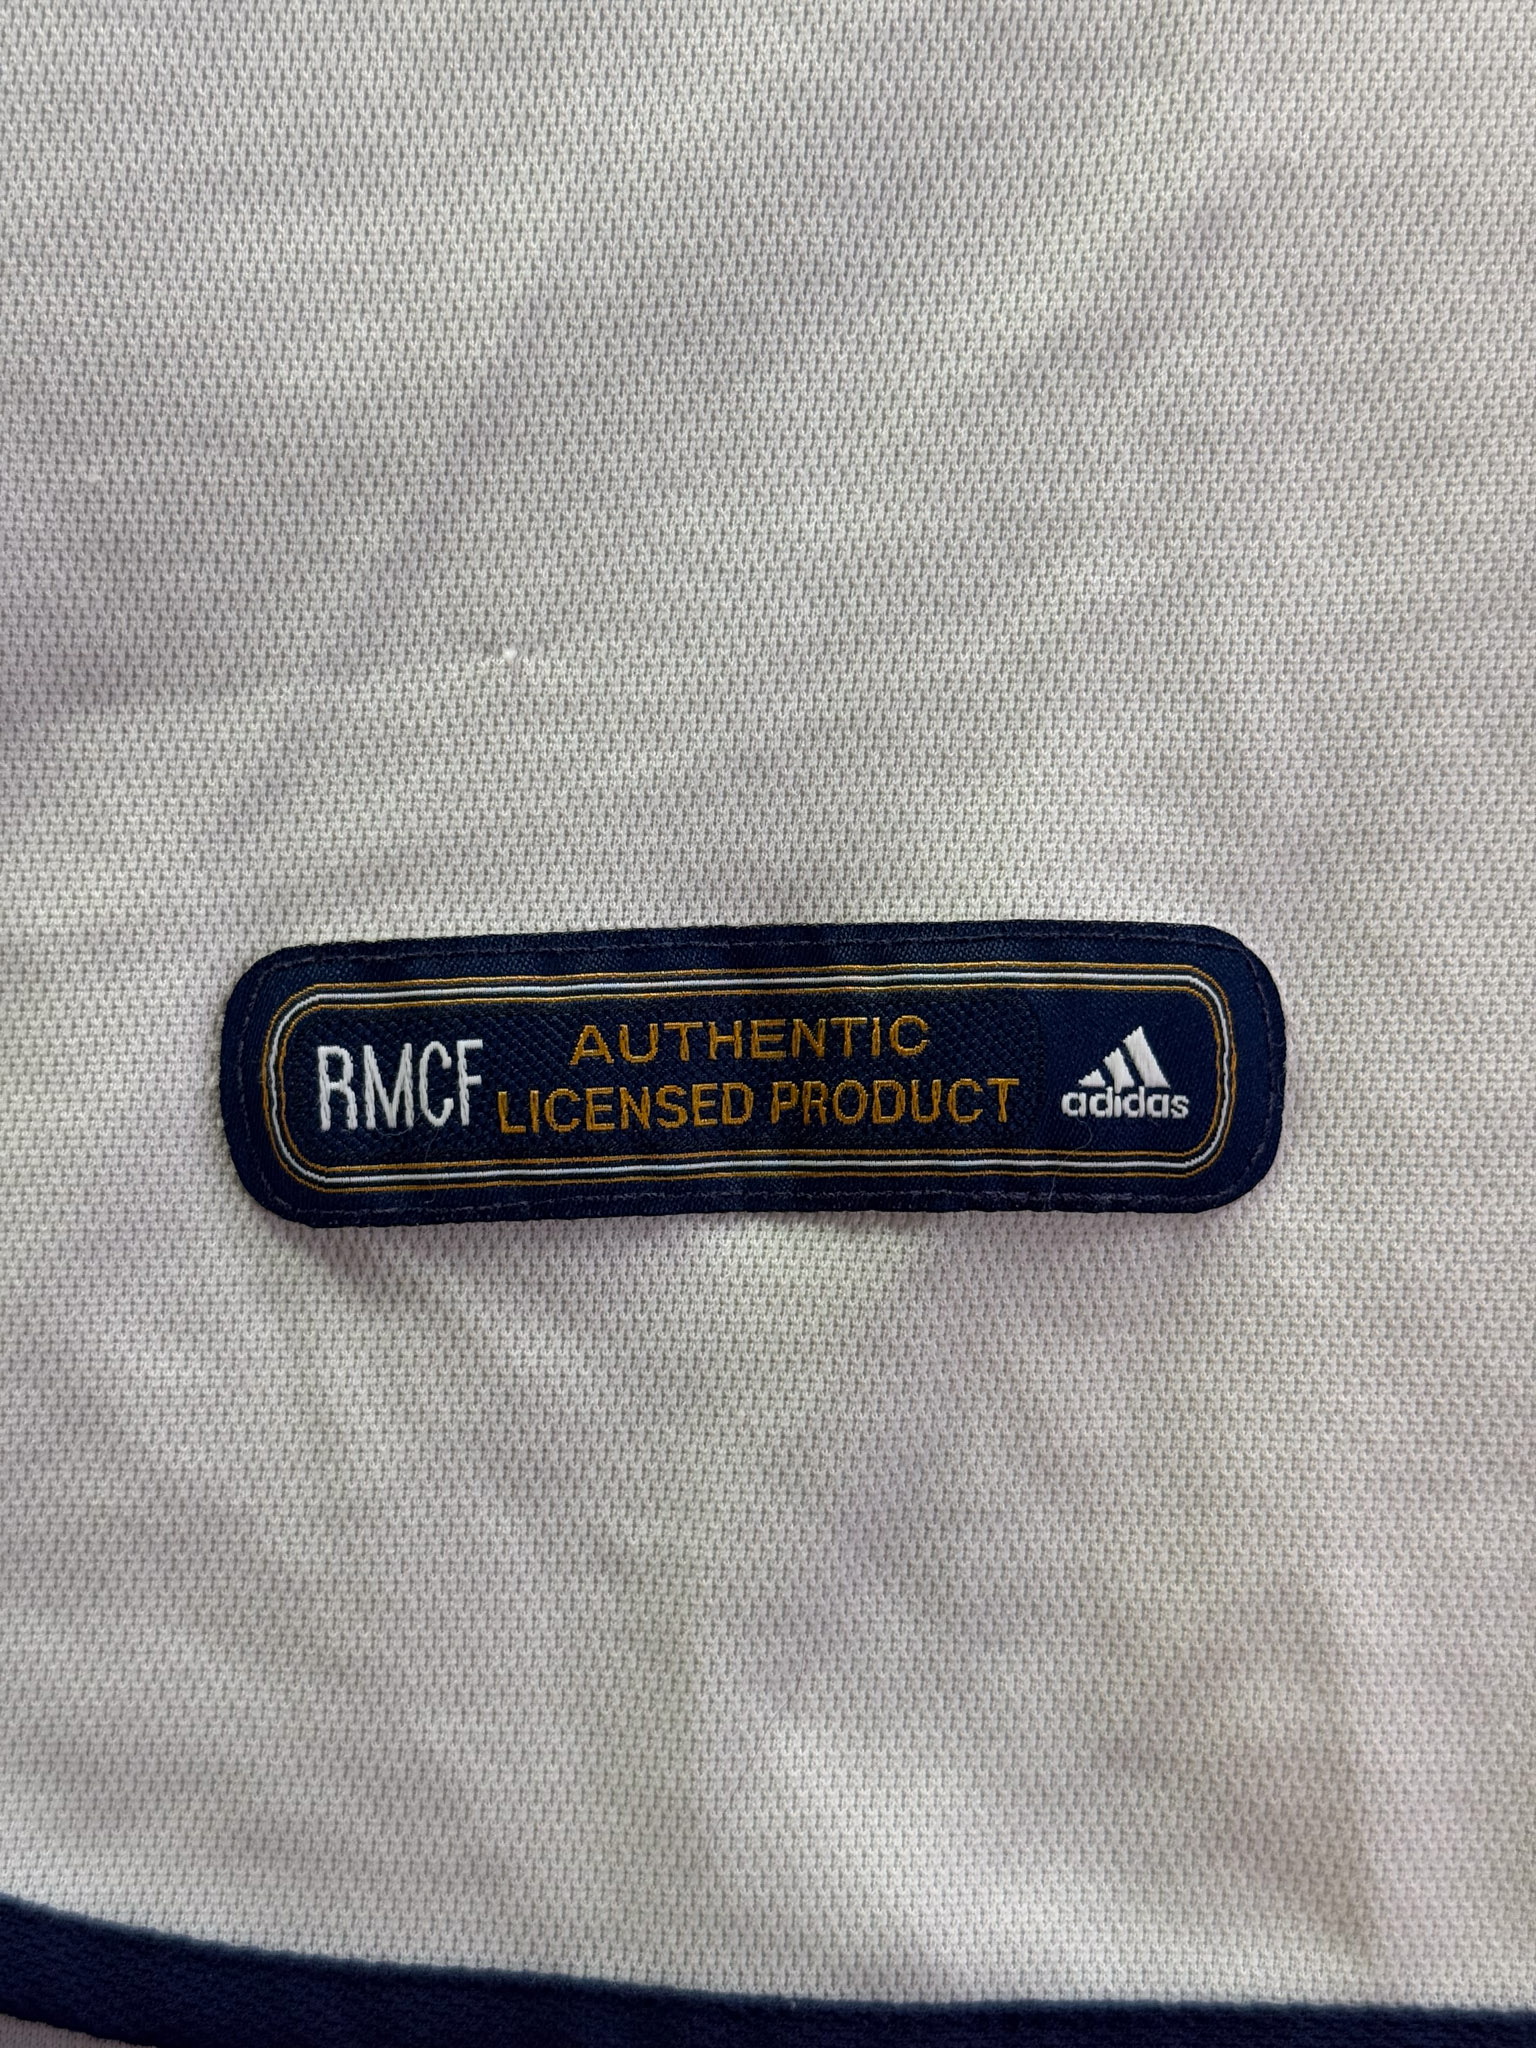 RMCF
AUTHENTIC
LICENSED PRODUCT
adidas